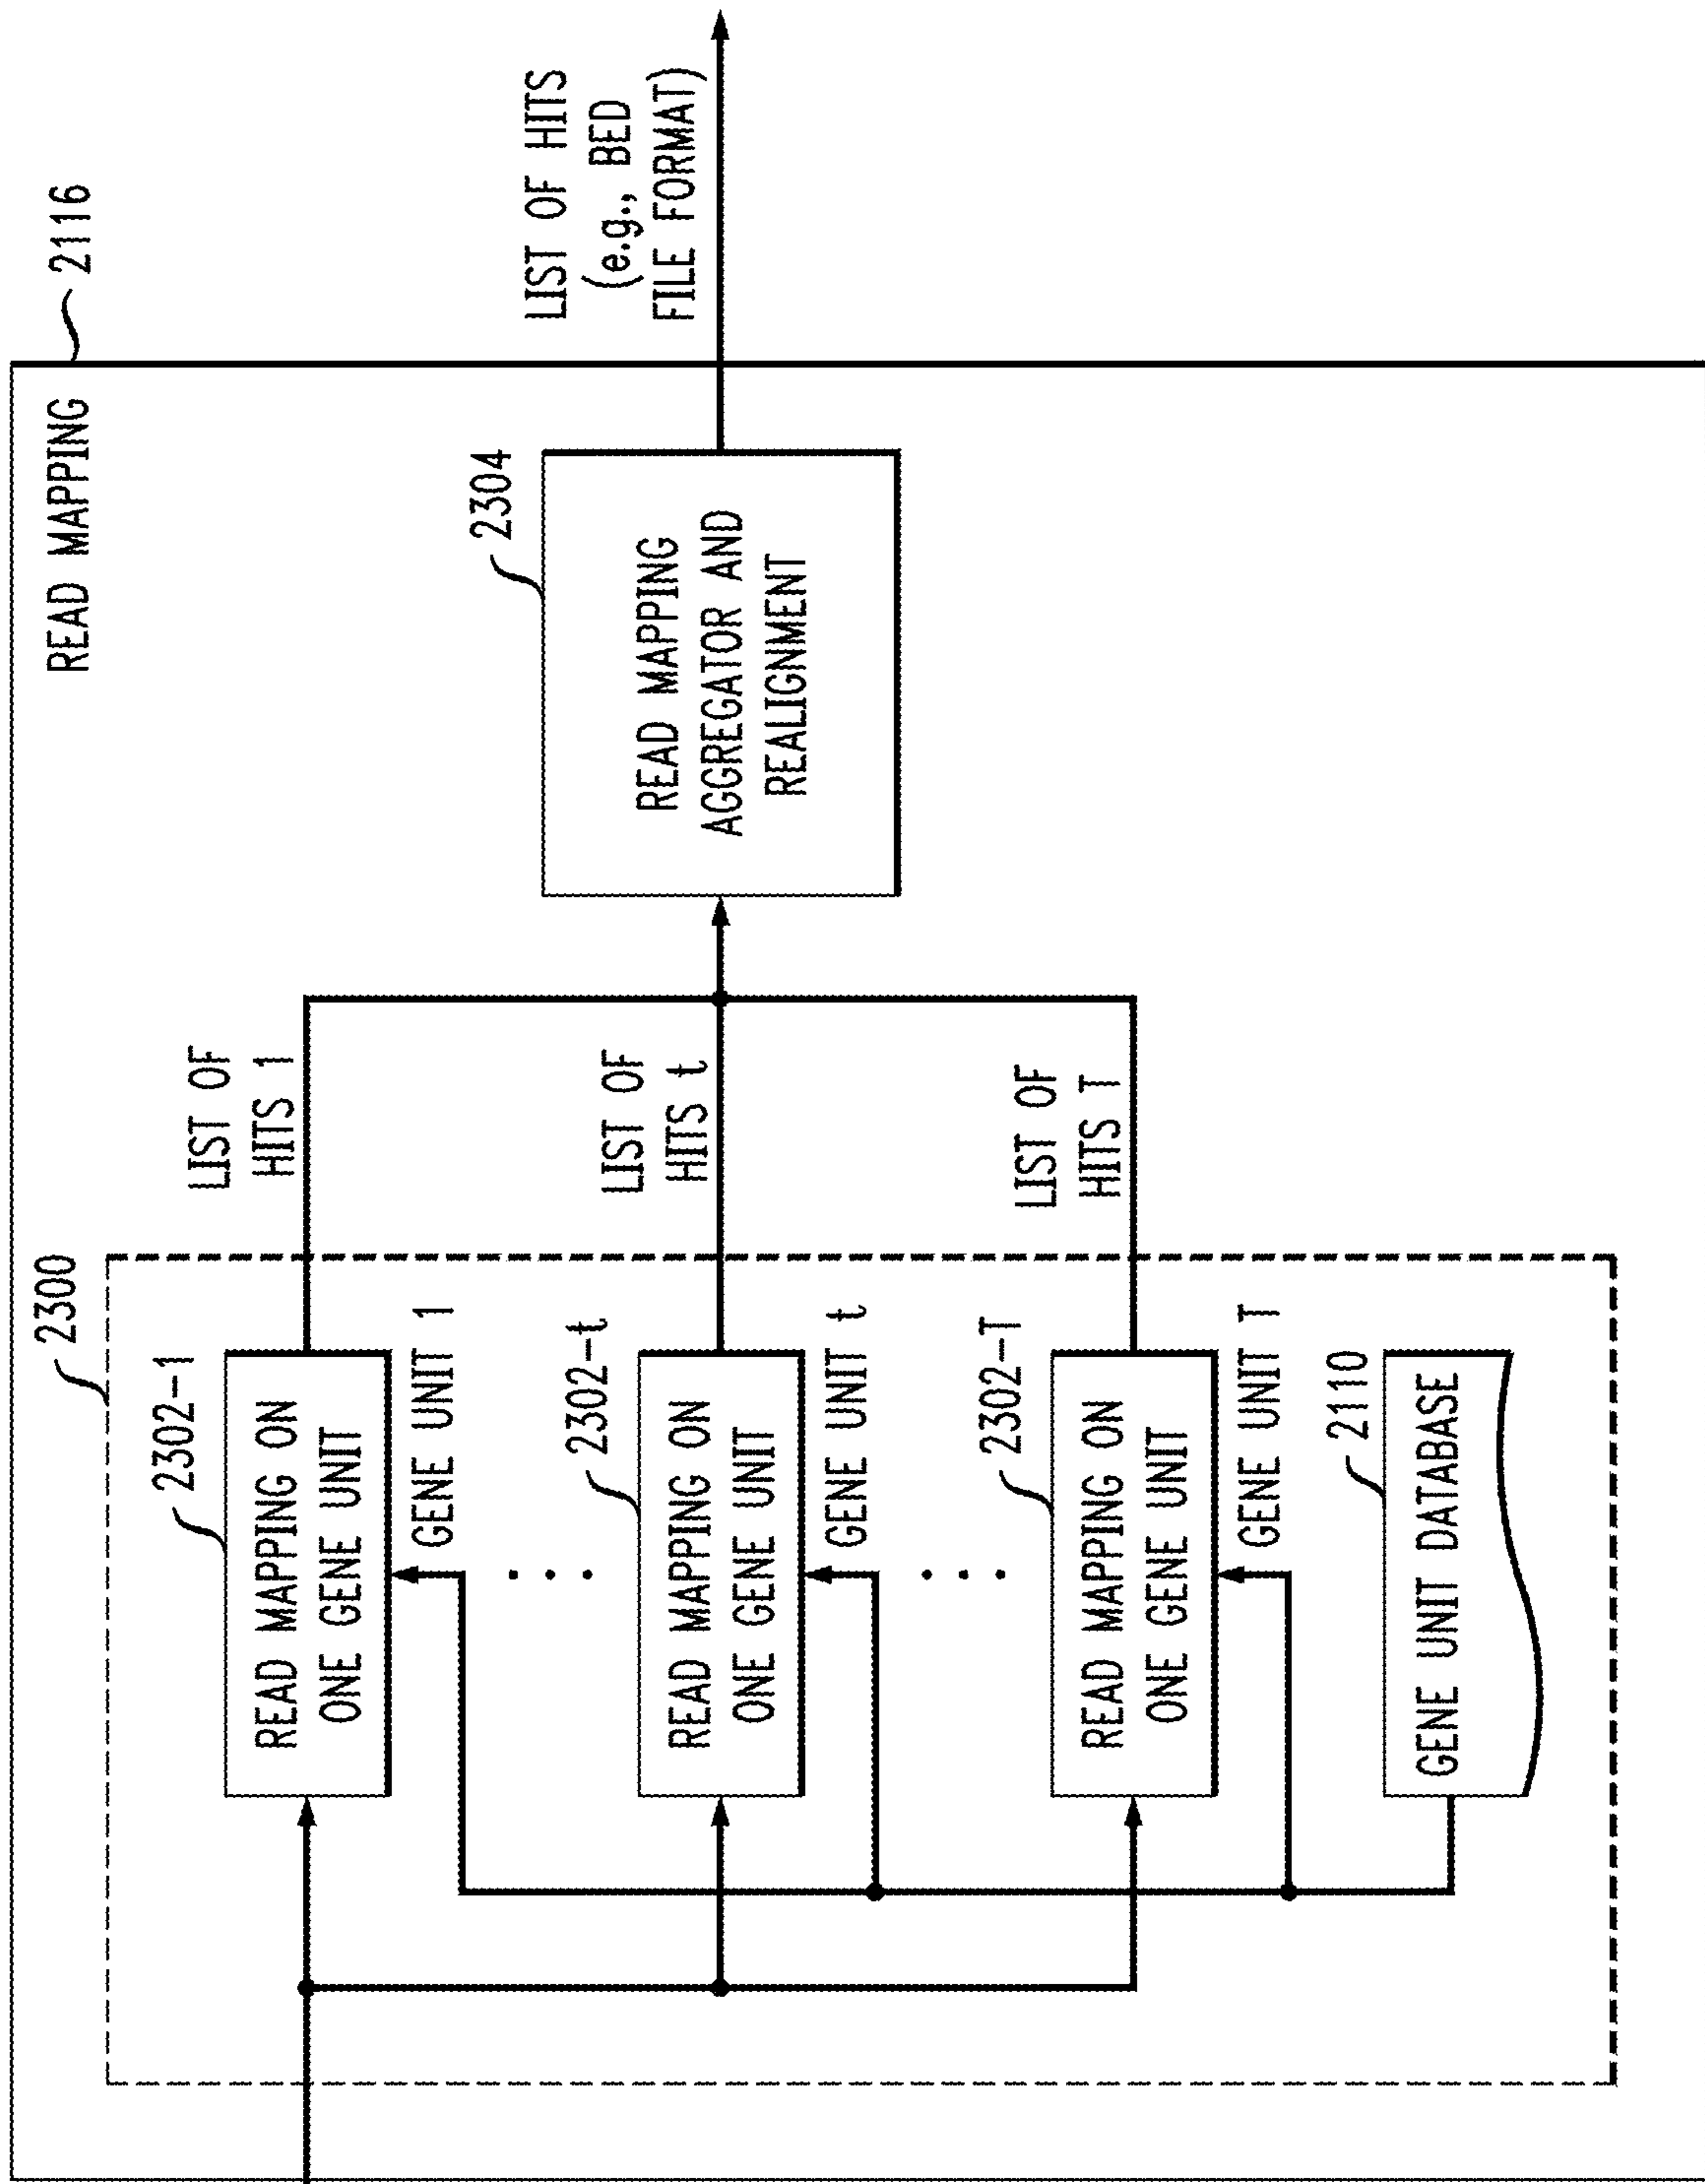 READ MAPPING
2116
2300
2302-1
READ MAPPING ON
ONE GENE UNIT
GENE UNIT 1
LIST OF
HITS 1
2302-t
READ MAPPING ON
ONE GENE UNIT
GENE UNIT t
LIST OF
HITS t
2302-T
READ MAPPING ON
ONE GENE UNIT
GENE UNIT T
LIST OF
HITS T
2110
GENE UNIT DATABASE
2304
READ MAPPING
AGGREGATOR AND
REALIGNMENT
LIST OF HITS
(e.g., BED
FILE FORMAT)